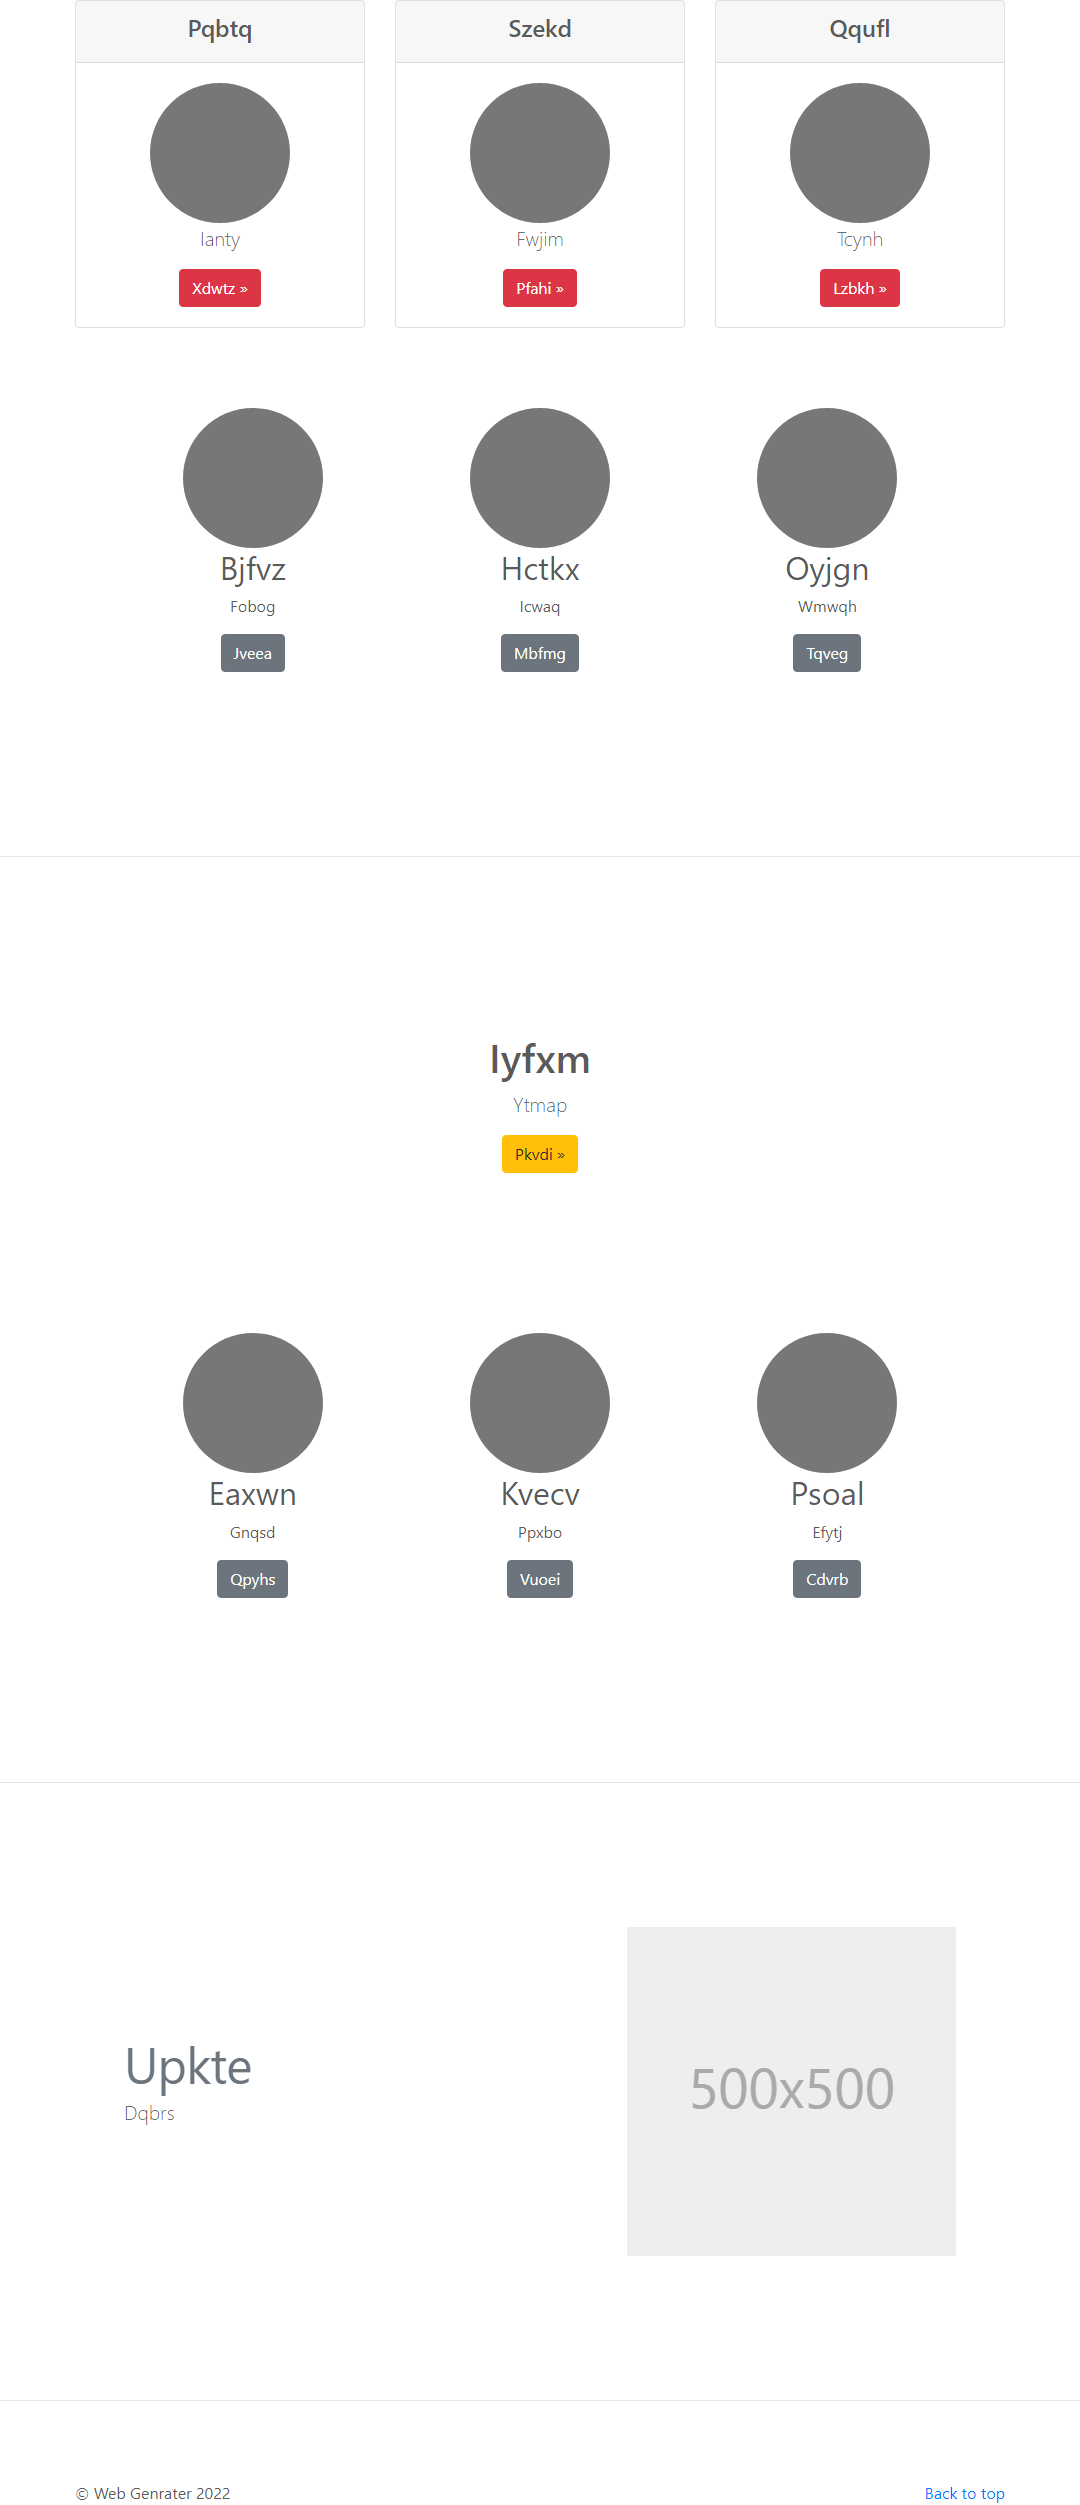 Pqbtq
Szekd
Qqufl
Ianty
Fwjim
Tcynh
Xdwtz »
Pfahi »
Lzbkh »
Bjfvz
Hctkx
Oyjgn
Fobog
Icwaq
Wmwqh
Jveea
Mbfmg
Tqveg
Iyfxm
Ytmap
Pkvdi »
Eaxwn
Kvecv
Psoal
Gnqsd
Ppxbo
Efytj
Qpyhs
Vuoei
Cdvrb
Upkte
Dqbrs
500x500
© Web Genrater 2022
Back to top